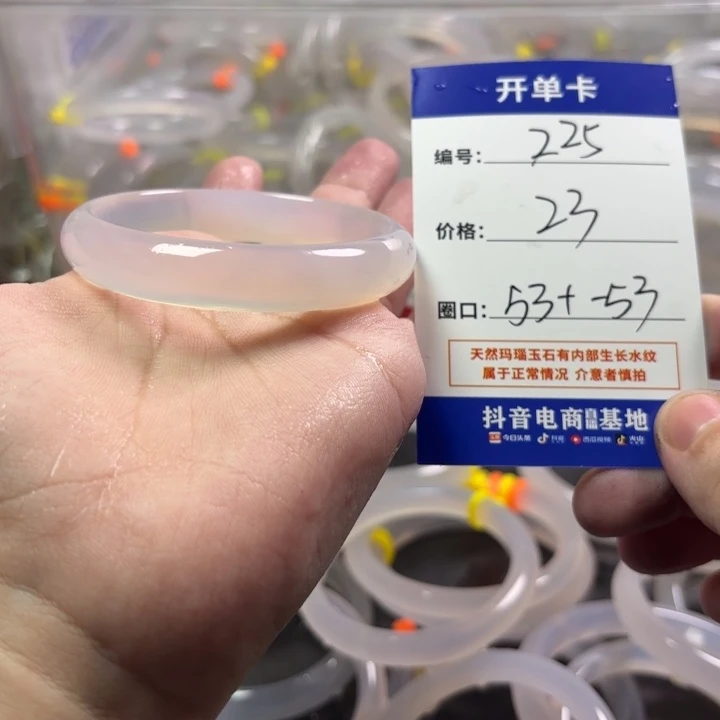 开单卡
编号: 225
价格: 23
圈口: 53+ -53
天然玛瑙玉石有内部生长水纹
属于正常情况 介意者慎拍
抖音电商直播基地
今日头条 抖音 西瓜视频 火山